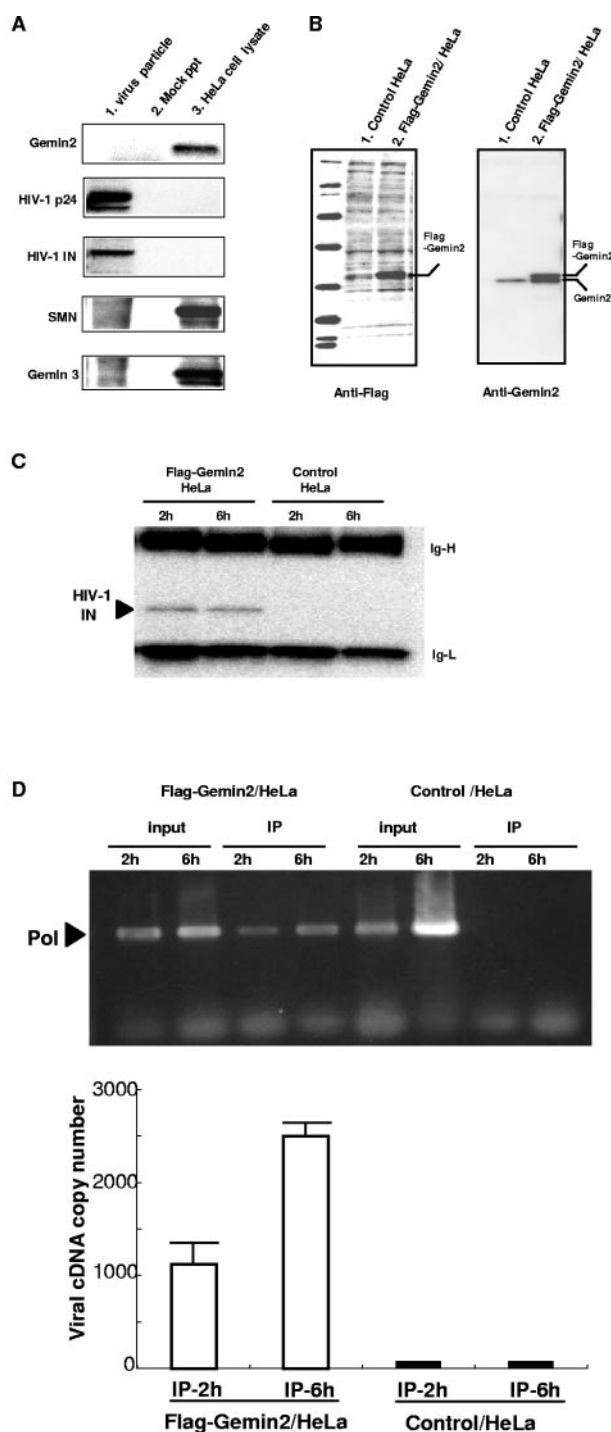 A
1. virus particle
2. Mock ppt
3. HeLa cell lysate
Gemin2
HIV-1 p24
HIV-1 IN
SMN
Gemin 3
B
1. Control HeLa
2. Flag-Gemin2/ HeLa
Flag
-Gemin2
Anti-Flag
1. Control HeLa
2. Flag-Gemin2/ HeLa
Flag
-Gemin2
Gemin2
Anti-Gemin2
C
Flag-Gemin2
HeLa
Control
HeLa
2h 6h 2h 6h
Ig-H
HIV-1
IN
Ig-L
D
Flag-Gemin2/HeLa Control /HeLa
input IP input IP
2h 6h 2h 6h 2h 6h 2h 6h
Pol
Viral cDNA copy number
3000
2000
1000
0
IP-2h IP-6h IP-2h IP-6h
Flag-Gemin2/HeLa Control/HeLa